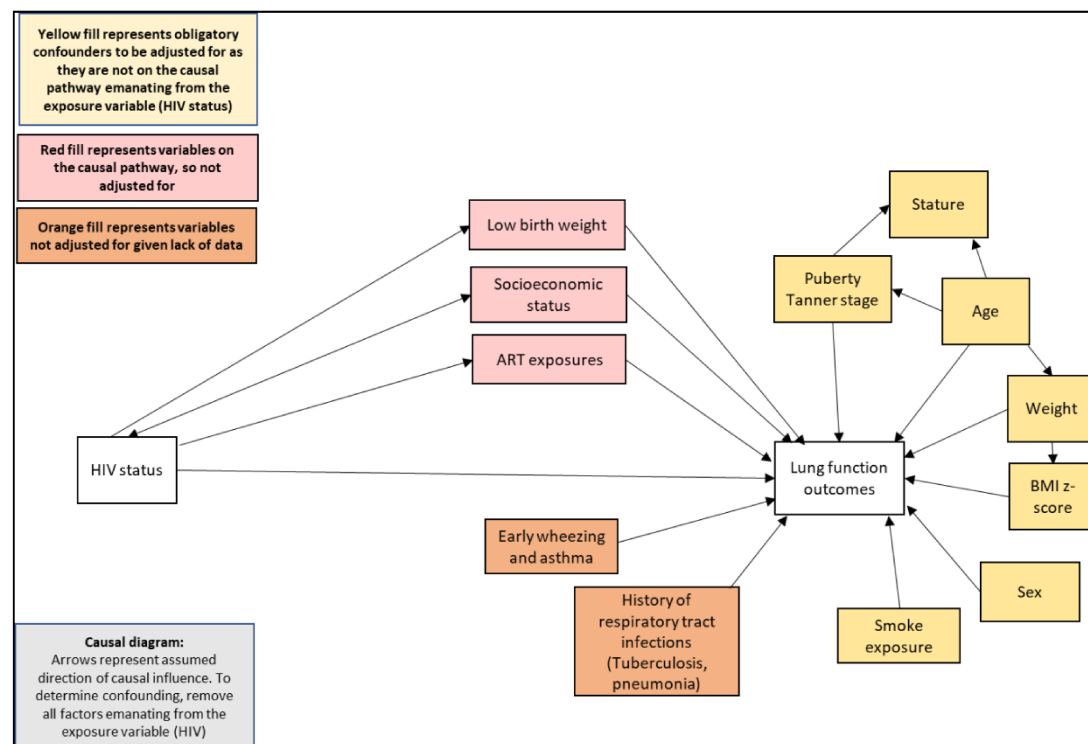 Yellow fill represents obligatory
confounders to be adjusted for as
they are not on the causal
pathway emanating from the
exposure variable (HIV status)
Red fill represents variables on
the causal pathway, so not
adjusted for
Orange fill represents variables
not adjusted for given lack of data
Low birth weight
Socioeconomic
status
ART exposures
HIV status
Stature
Puberty
Tanner stage
Age
Weight
Lung function
outcomes
BMI z-
score
Early wheezing
and asthma
History of
respiratory tract
infections
(Tuberculosis,
pneumonia)
Smoke
exposure
Sex
Causal diagram:
Arrows represent assumed
direction of causal influence. To
determine confounding, remove
all factors emanating from the
exposure variable (HIV)